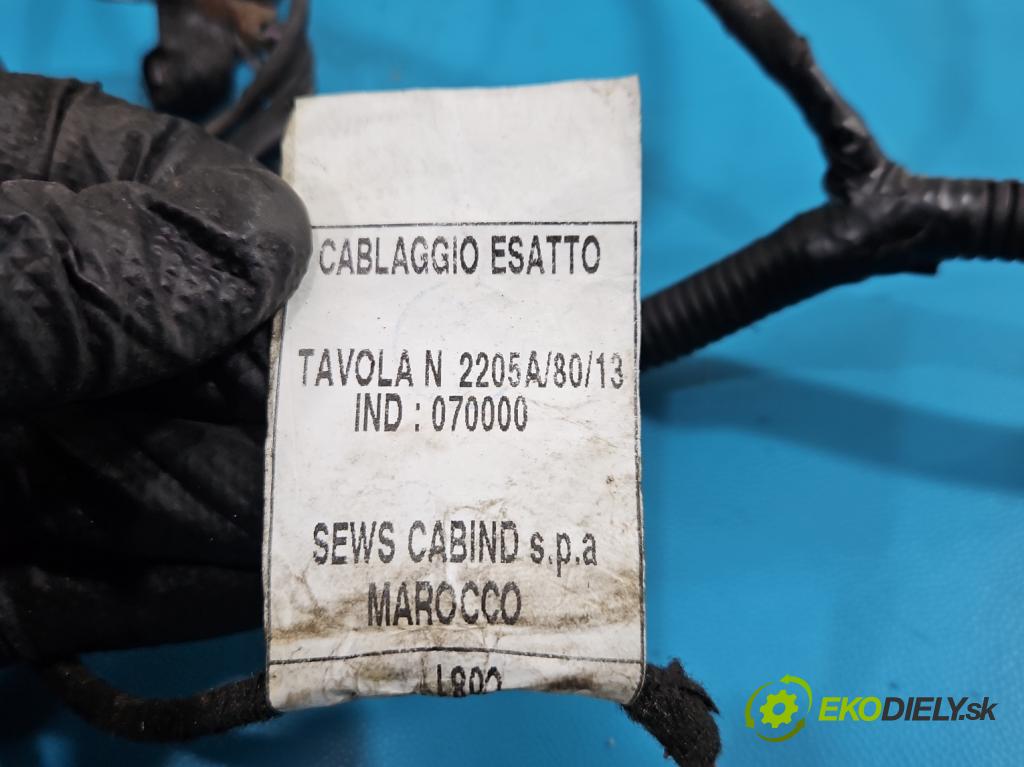 CABLAGGIO ESATTO
TAVOLA N 2205A/80/13
IND : 070000
SEWS CABIND s.p.a
MAROCCO
EKODIELY.sk